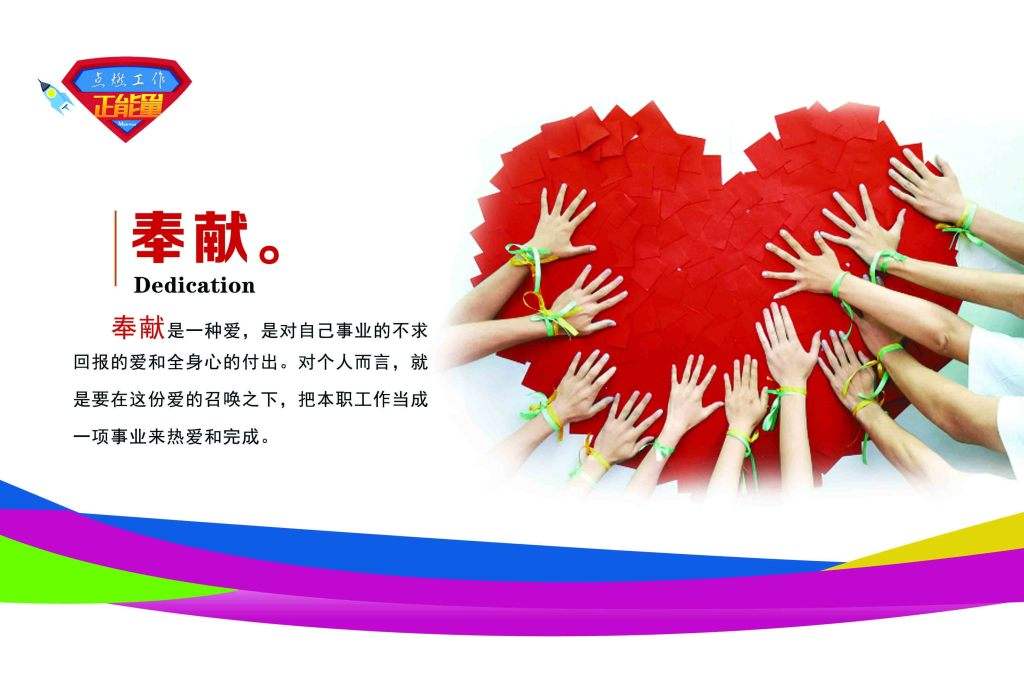 点燃工作
正能量
奉献。
Dedication
奉献是一种爱，是对自己事业的不求
回报的爱和全身心的付出。对个人而言，就
是要在这份爱的召唤之下，把本职工作当成
一项事业来热爱和完成。